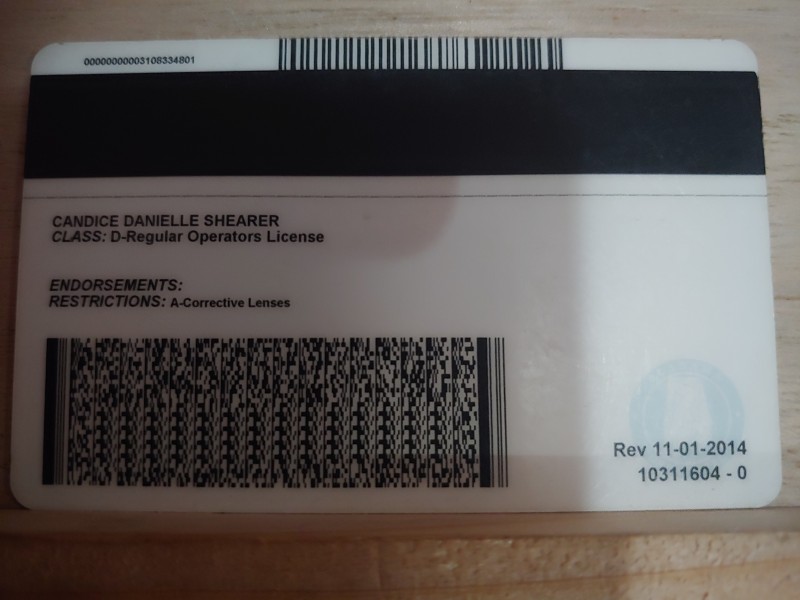 00000000003108334801
CANDICE DANIELLE SHEARER
CLASS: D-Regular Operators License
ENDORSEMENTS:
RESTRICTIONS: A-Corrective Lenses
Rev 11-01-2014
10311604 - 0